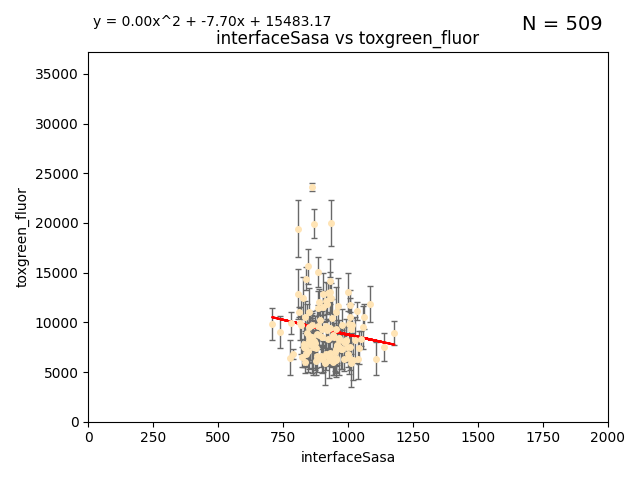 y = 0.00x^2 + -7.70x + 15483.17
N = 509
interfaceSasa vs toxgreen_fluor
35000
30000
25000
20000
15000
10000
5000
0
toxgreen_fluor
0 250 500 750 1000 1250 1500 1750 2000
interfaceSasa